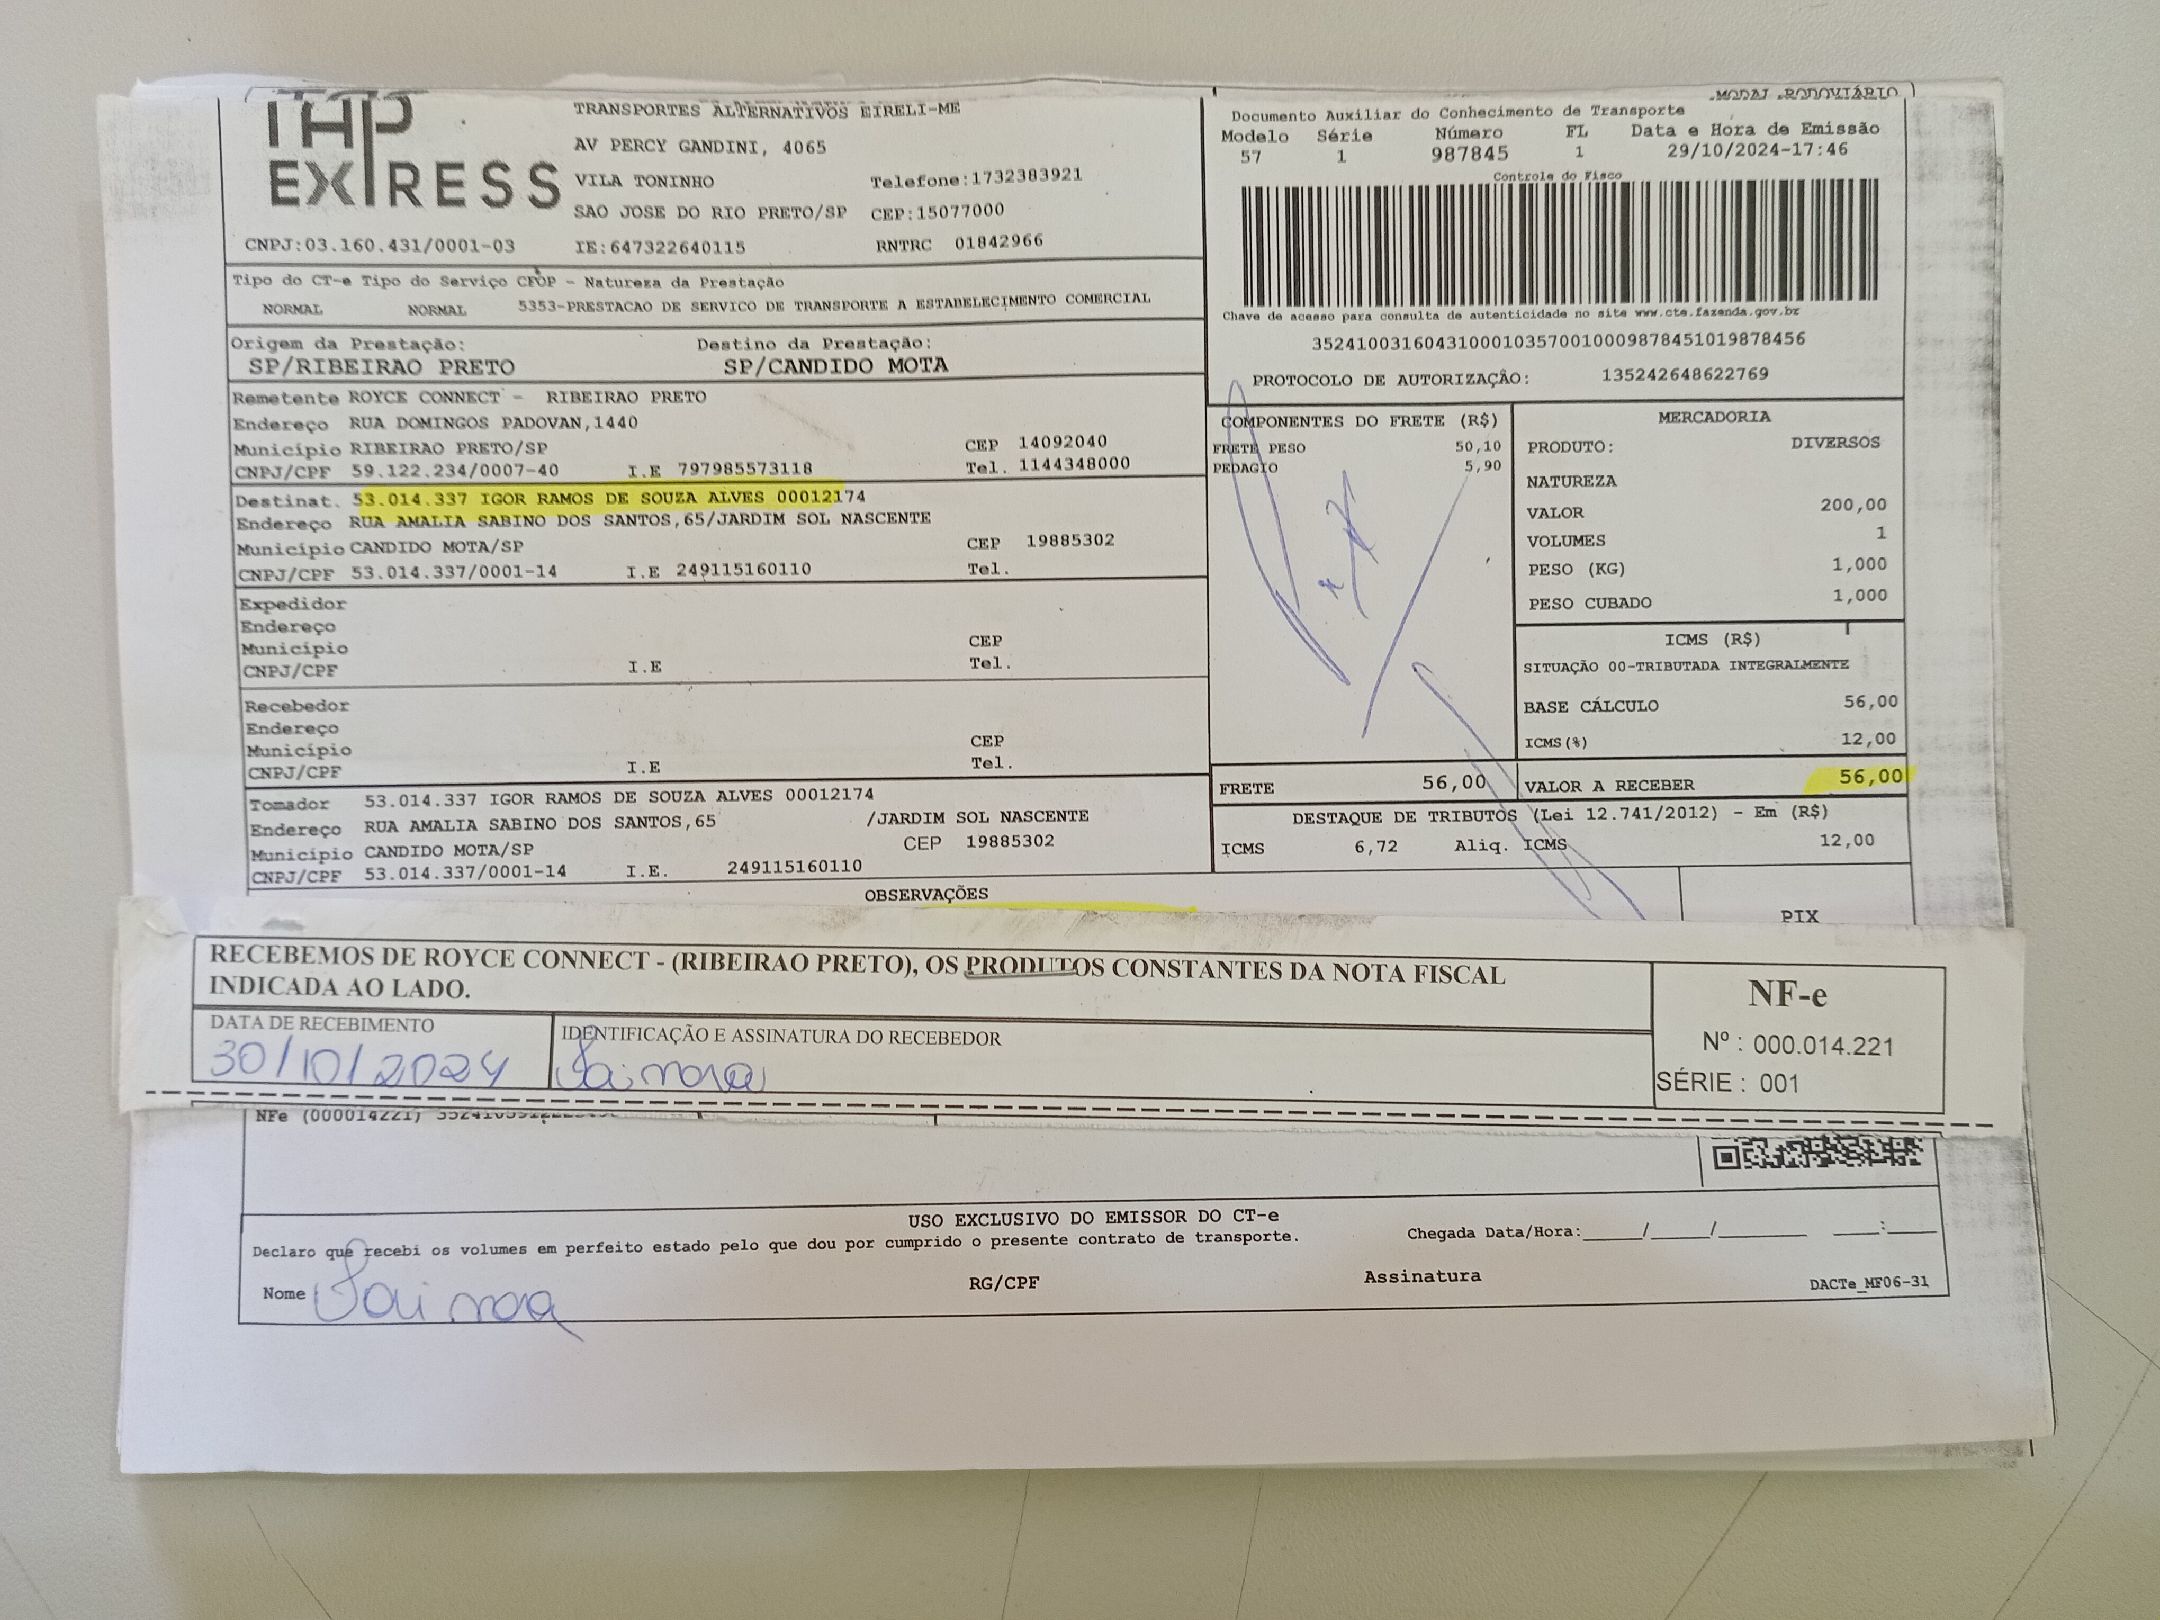 THP
EXPRESS
TRANSPORTES ALTERNATIVOS EIRELI-ME
AV PERCY GANDINI, 4065
VILA TONINHO Telefone:1732383921
SAO JOSE DO RIO PRETO/SP CEP:15077000
CNPJ:03.160.431/0001-03 IE:647322640115 RNTRC 01842966
MODAL RODOVIÁRIO
Documento Auxiliar do Conhecimento de Transporte
Modelo Série Número FL Data e Hora de Emissão
57 1 987845 1 29/10/2024-17:46
Controle do Fisco
Chave de acesso para consulta de autenticidade no site www.cte.fazenda.gov.br
35241003160431000103570010009878451019878456
PROTOCOLO DE AUTORIZAÇÃO: 135242648622769
Tipo do CT-e Tipo do Serviço CFOP - Natureza da Prestação
NORMAL NORMAL 5353-PRESTACAO DE SERVICO DE TRANSPORTE A ESTABELECIMENTO COMERCIAL
Origem da Prestação: Destino da Prestação:
SP/RIBEIRAO PRETO SP/CANDIDO MOTA
Remetente ROYCE CONNECT - RIBEIRAO PRETO
Endereço RUA DOMINGOS PADOVAN,1440
Município RIBEIRAO PRETO/SP CEP 14092040
CNPJ/CPF 59.122.234/0007-40 I.E 797985573118 Tel. 1144348000
Destinat. 53.014.337 IGOR RAMOS DE SOUZA ALVES 00012174
Endereço RUA AMALIA SABINO DOS SANTOS,65/JARDIM SOL NASCENTE
Município CANDIDO MOTA/SP CEP 19885302
CNPJ/CPF 53.014.337/0001-14 I.E 249115160110 Tel.
Expedidor
Endereço
Município CEP
CNPJ/CPF I.E Tel.
Recebedor
Endereço
Município CEP
CNPJ/CPF I.E Tel.
Tomador 53.014.337 IGOR RAMOS DE SOUZA ALVES 00012174
Endereço RUA AMALIA SABINO DOS SANTOS,65 /JARDIM SOL NASCENTE
Município CANDIDO MOTA/SP CEP 19885302
CNPJ/CPF 53.014.337/0001-14 I.E. 249115160110
COMPONENTES DO FRETE (R$)
FRETE PESO 50,10
PEDAGIO 5,90
MERCADORIA
PRODUTO: DIVERSOS
NATUREZA
VALOR 200,00
VOLUMES 1
PESO (KG) 1,000
PESO CUBADO 1,000
ICMS (R$)
SITUAÇÃO 00-TRIBUTADA INTEGRALMENTE
BASE CÁLCULO 56,00
ICMS(%) 12,00
FRETE 56,00 VALOR A RECEBER 56,00
DESTAQUE DE TRIBUTOS (Lei 12.741/2012) - Em (R$)
ICMS 6,72 Aliq. ICMS 12,00
OBSERVAÇÕES
PIX
RECEBEMOS DE ROYCE CONNECT - (RIBEIRAO PRETO), OS PRODUTOS CONSTANTES DA NOTA FISCAL
INDICADA AO LADO.
DATA DE RECEBIMENTO IDENTIFICAÇÃO E ASSINATURA DO RECEBEDOR
30/10/2024
NF-e
Nº : 000.014.221
SÉRIE : 001
NFe (000014221)
USO EXCLUSIVO DO EMISSOR DO CT-e
Declaro que recebi os volumes em perfeito estado pelo que dou por cumprido o presente contrato de transporte. Chegada Data/Hora:_____/_____/_______ ____:____
Nome RG/CPF Assinatura DACTe_MF06-31